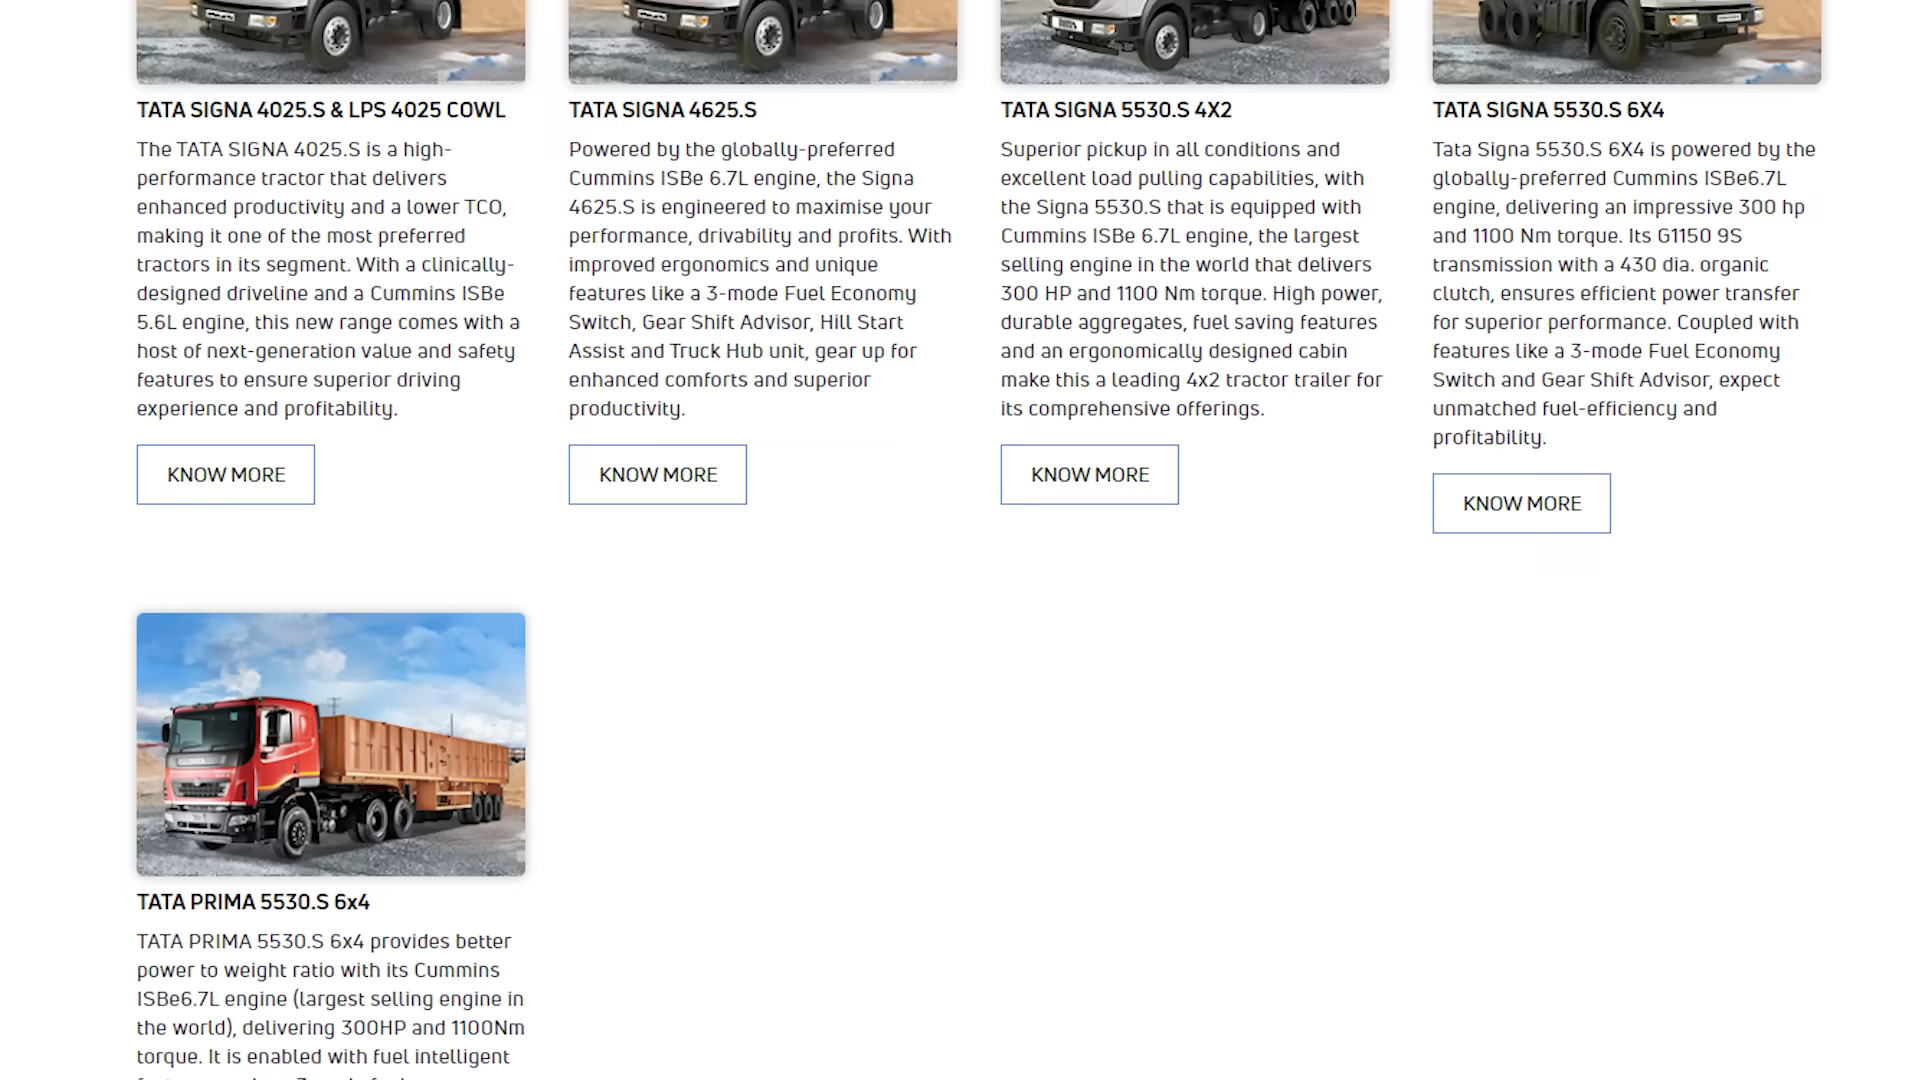 TATA SIGNA 4025.S & LPS 4025 COWL
The TATA SIGNA 4025.S is a high-
performance tractor that delivers
enhanced productivity and a lower TCO,
making it one of the most preferred
tractors in its segment. With a clinically-
designed driveline and a Cummins ISBe
5.6L engine, this new range comes with a
host of next-generation value and safety
features to ensure superior driving
experience and profitability.
KNOW MORE
TATA SIGNA 4625.S
Powered by the globally-preferred
Cummins ISBe 6.7L engine, the Signa
4625.S is engineered to maximise your
performance, drivability and profits. With
improved ergonomics and unique
features like a 3-mode Fuel Economy
Switch, Gear Shift Advisor, Hill Start
Assist and Truck Hub unit, gear up for
enhanced comforts and superior
productivity.
KNOW MORE
TATA SIGNA 5530.S 4X2
Superior pickup in all conditions and
excellent load pulling capabilities, with
the Signa 5530.S that is equipped with
Cummins ISBe 6.7L engine, the largest
selling engine in the world that delivers
300 HP and 1100 Nm torque. High power,
durable aggregates, fuel saving features
and an ergonomically designed cabin
make this a leading 4x2 tractor trailer for
its comprehensive offerings.
KNOW MORE
TATA SIGNA 5530.S 6X4
Tata Signa 5530.S 6X4 is powered by the
globally-preferred Cummins ISBe6.7L
engine, delivering an impressive 300 hp
and 1100 Nm torque. Its G1150 9S
transmission with a 430 dia. organic
clutch, ensures efficient power transfer
for superior performance. Coupled with
features like a 3-mode Fuel Economy
Switch and Gear Shift Advisor, expect
unmatched fuel-efficiency and
profitability.
KNOW MORE
TATA PRIMA 5530.S 6x4
TATA PRIMA 5530.S 6x4 provides better
power to weight ratio with its Cummins
ISBe6.7L engine (largest selling engine in
the world), delivering 300HP and 1100Nm
torque. It is enabled with fuel intelligent